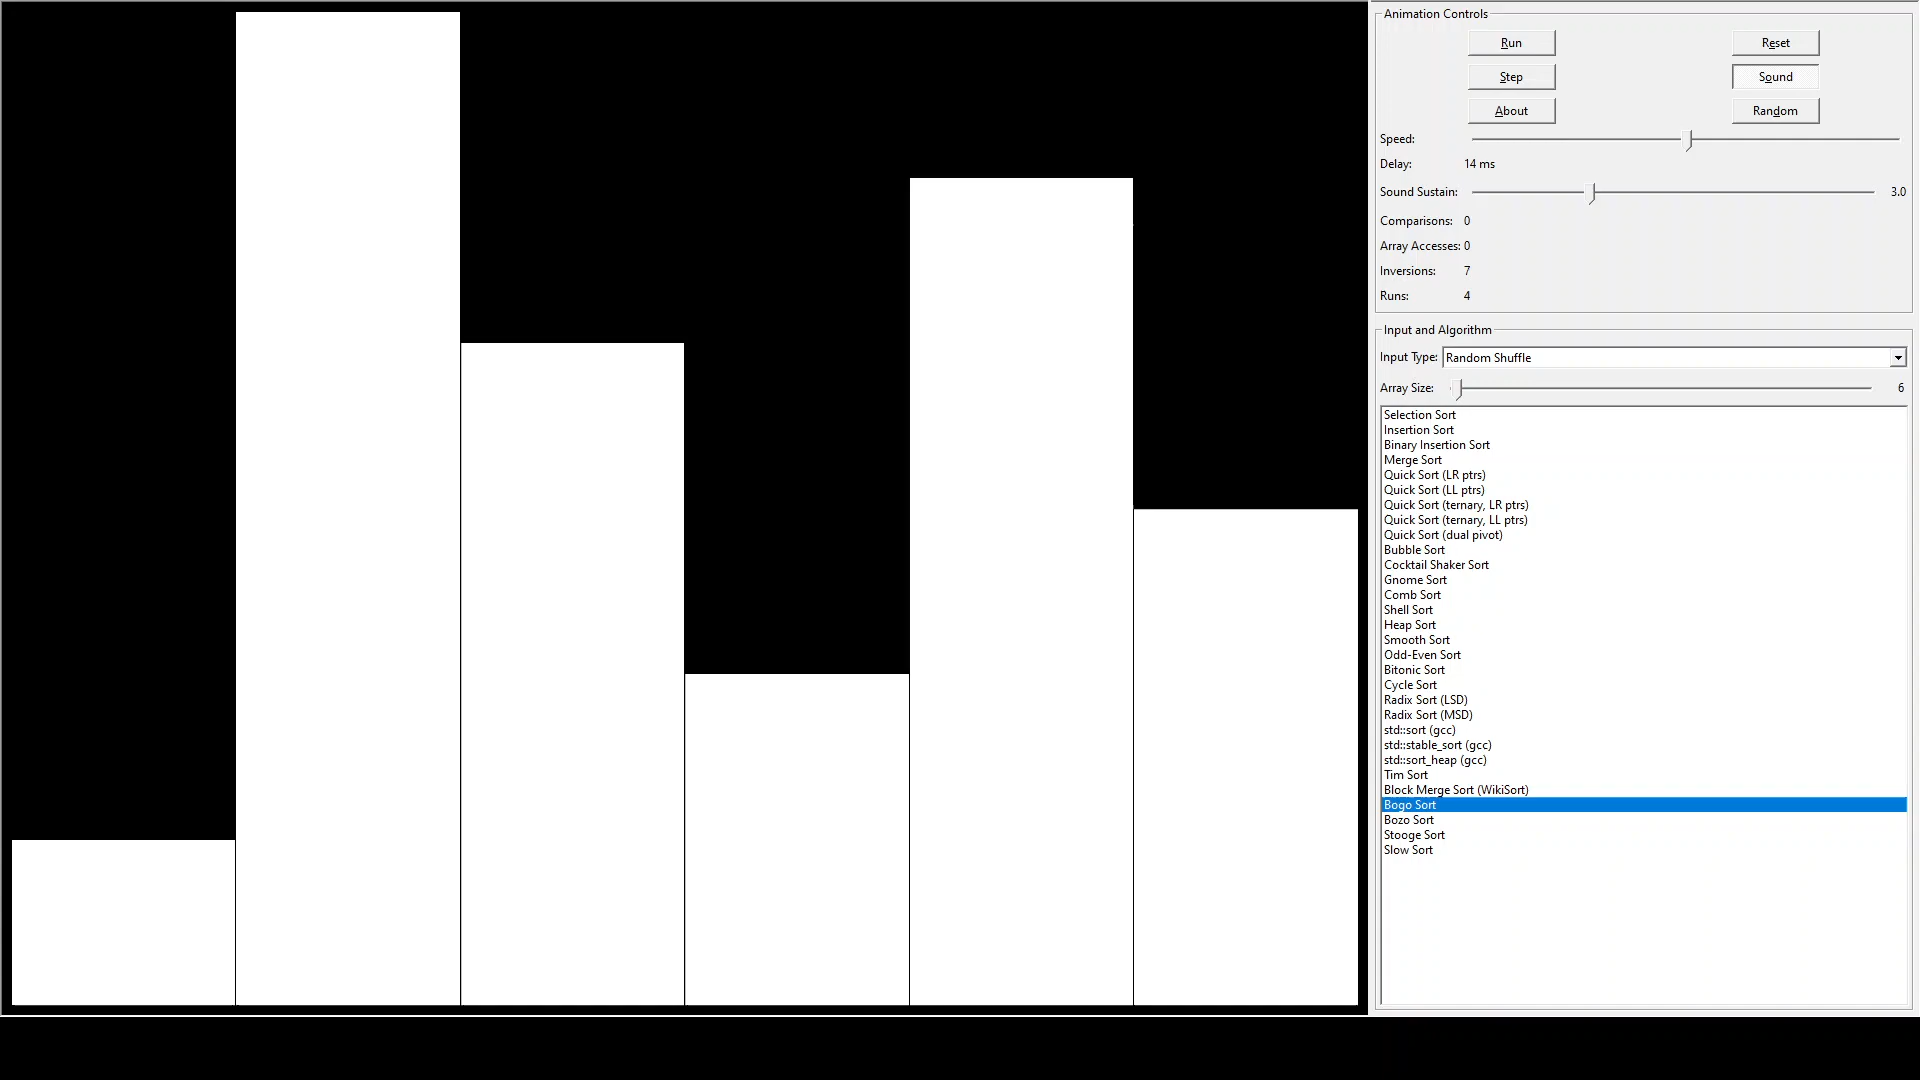 Animation Controls
Run
Reset
Step
Sound
About
Random
Speed:
Delay: 14 ms
Sound Sustain: 3.0
Comparisons: 0
Array Accesses: 0
Inversions: 7
Runs: 4
Input and Algorithm
Input Type: Random Shuffle
Array Size: 6
Selection Sort
Insertion Sort
Binary Insertion Sort
Merge Sort
Quick Sort (LR ptrs)
Quick Sort (LL ptrs)
Quick Sort (ternary, LR ptrs)
Quick Sort (ternary, LL ptrs)
Quick Sort (dual pivot)
Bubble Sort
Cocktail Shaker Sort
Gnome Sort
Comb Sort
Shell Sort
Heap Sort
Smooth Sort
Odd-Even Sort
Bitonic Sort
Cycle Sort
Radix Sort (LSD)
Radix Sort (MSD)
std::sort (gcc)
std::stable_sort (gcc)
std::sort_heap (gcc)
Tim Sort
Block Merge Sort (WikiSort)
Bogo Sort
Bozo Sort
Stooge Sort
Slow Sort